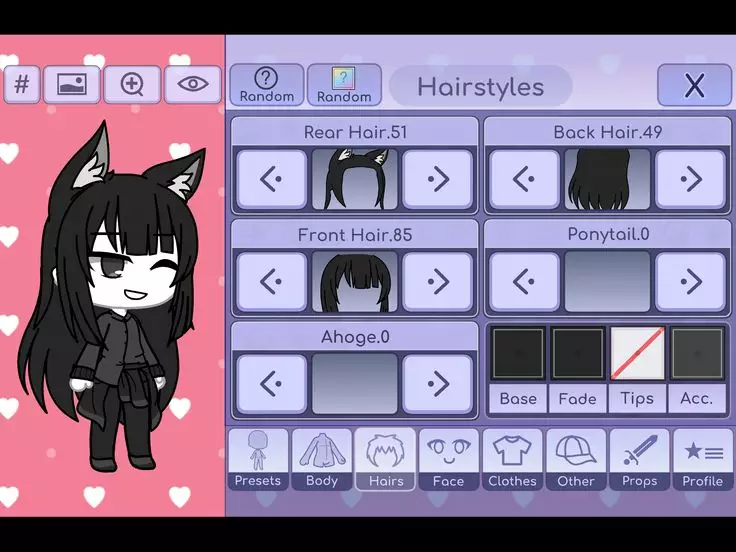 #
? Random
? Random
Hairstyles
X
Rear Hair.51
Back Hair.49
Front Hair.85
Ponytail.0
Ahoge.0
Base
Fade
Tips
Acc.
Presets
Body
Hairs
Face
Clothes
Other
Props
Profile